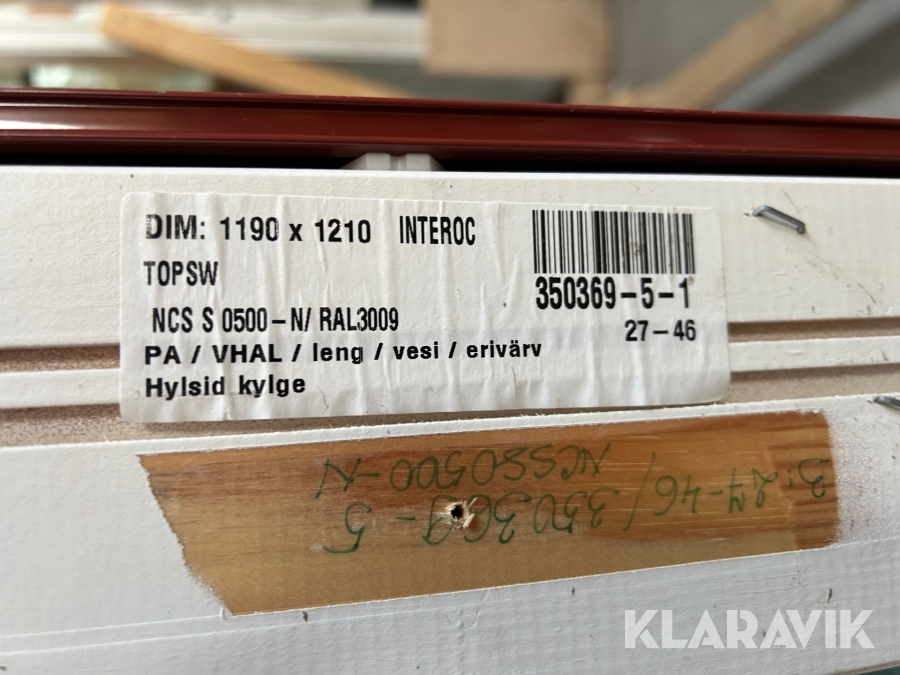 DIM: 1190 x 1210 INTEROC
TOPSW
350369-5-1
NCS S 0500-N/ RAL3009
27-46
PA / VHAL / leng / vesi / erivärv
Hylsid kylge
B: 27-46/350369-5
NCSS0500-N
KLARAVIK